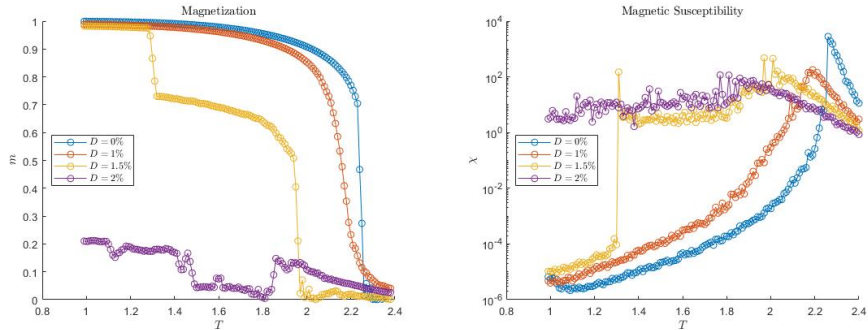 Magnetization
1
0.9
0.8
0.7
0.6
0.5
0.4
0.3
0.2
0.1
0
m
D = 0%
D = 1%
D = 1.5%
D = 2%
0.8 1 1.2 1.4 1.6 1.8 2 2.2 2.4
T
Magnetic Susceptibility
10^4
10^2
10^0
10^-2
10^-4
10^-6
χ
D = 0%
D = 1%
D = 1.5%
D = 2%
0.8 1 1.2 1.4 1.6 1.8 2 2.2 2.4
T